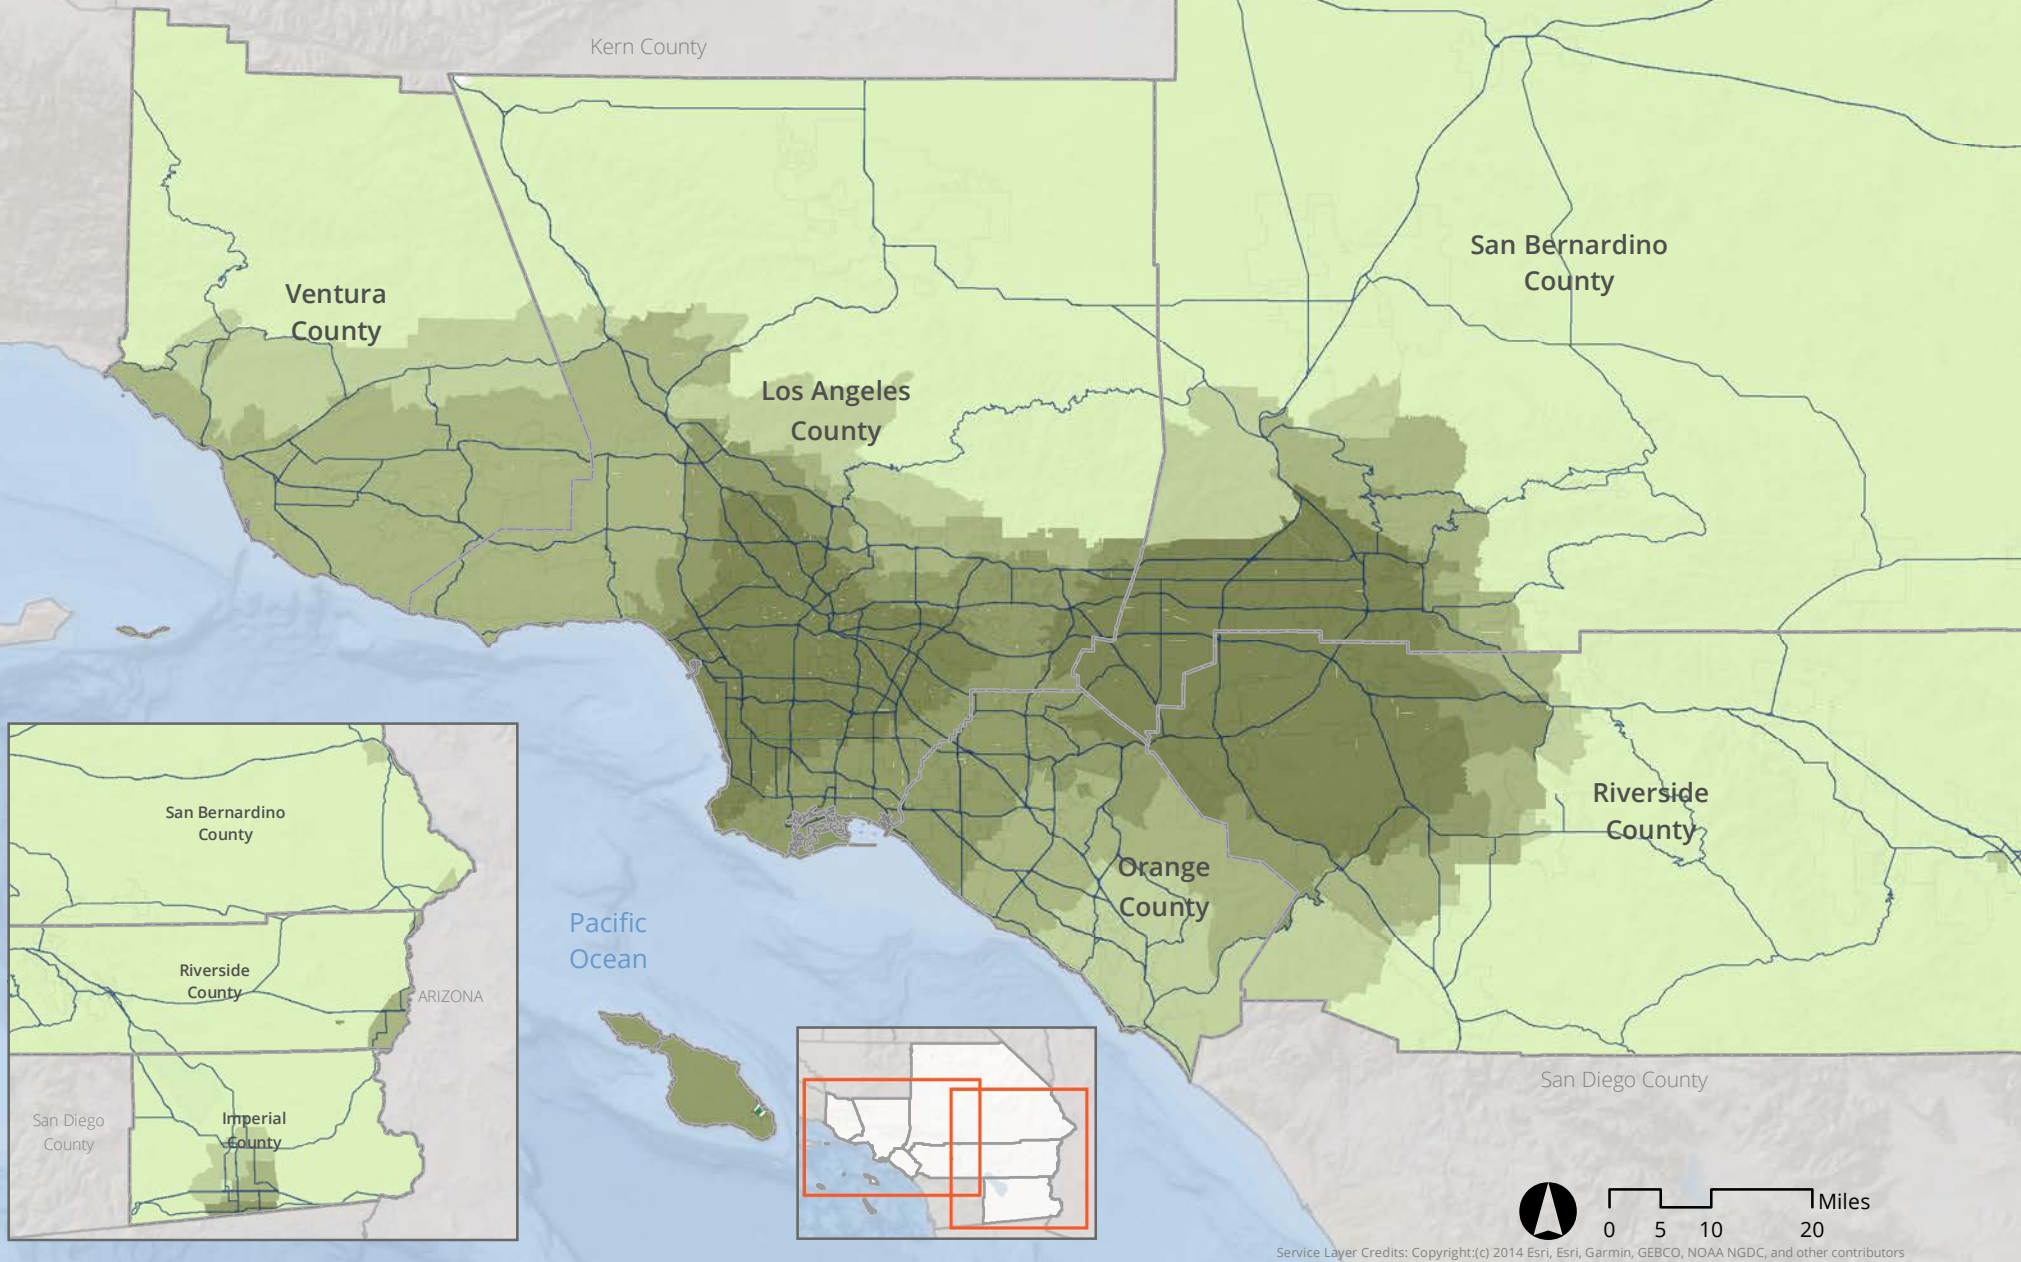 Kern County
San Bernardino
County
Ventura
County
Los Angeles
County
Riverside
County
Orange
County
Pacific
Ocean
San Bernardino
County
Riverside
County
ARIZONA
San Diego
County
Imperial
County
San Diego County
Miles
0 5 10 20
Service Layer Credits: Copyright:(c) 2014 Esri, Esri, Garmin, GEBCO, NOAA NGDC, and other contributors